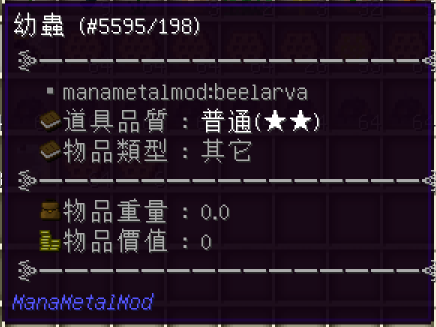 幼蟲 (#5595/198)
▪ manametalmod:beelarva
道具品質 : 普通(★★)
物品類型 : 其它
物品重量 : 0.0
物品價值 : 0
ManaMetalMod